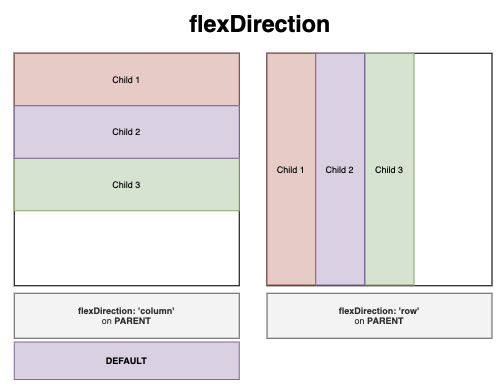 flexDirection
Child 1
Child 2
Child 3
flexDirection: 'column'
on PARENT
DEFAULT
Child 1
Child 2
Child 3
flexDirection: 'row'
on PARENT